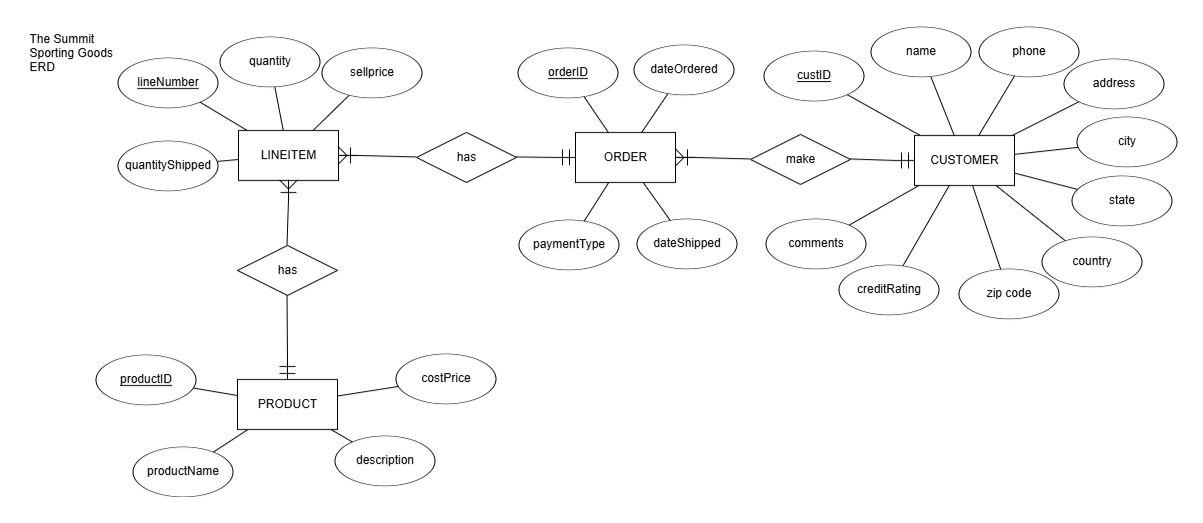 The Summit
Sporting Goods
ERD
lineNumber
quantity
sellprice
quantityShipped
LINEITEM
has
orderID
dateOrdered
ORDER
paymentType
dateShipped
make
custID
name
phone
address
city
state
country
zip code
creditRating
comments
CUSTOMER
has
productID
costPrice
PRODUCT
productName
description